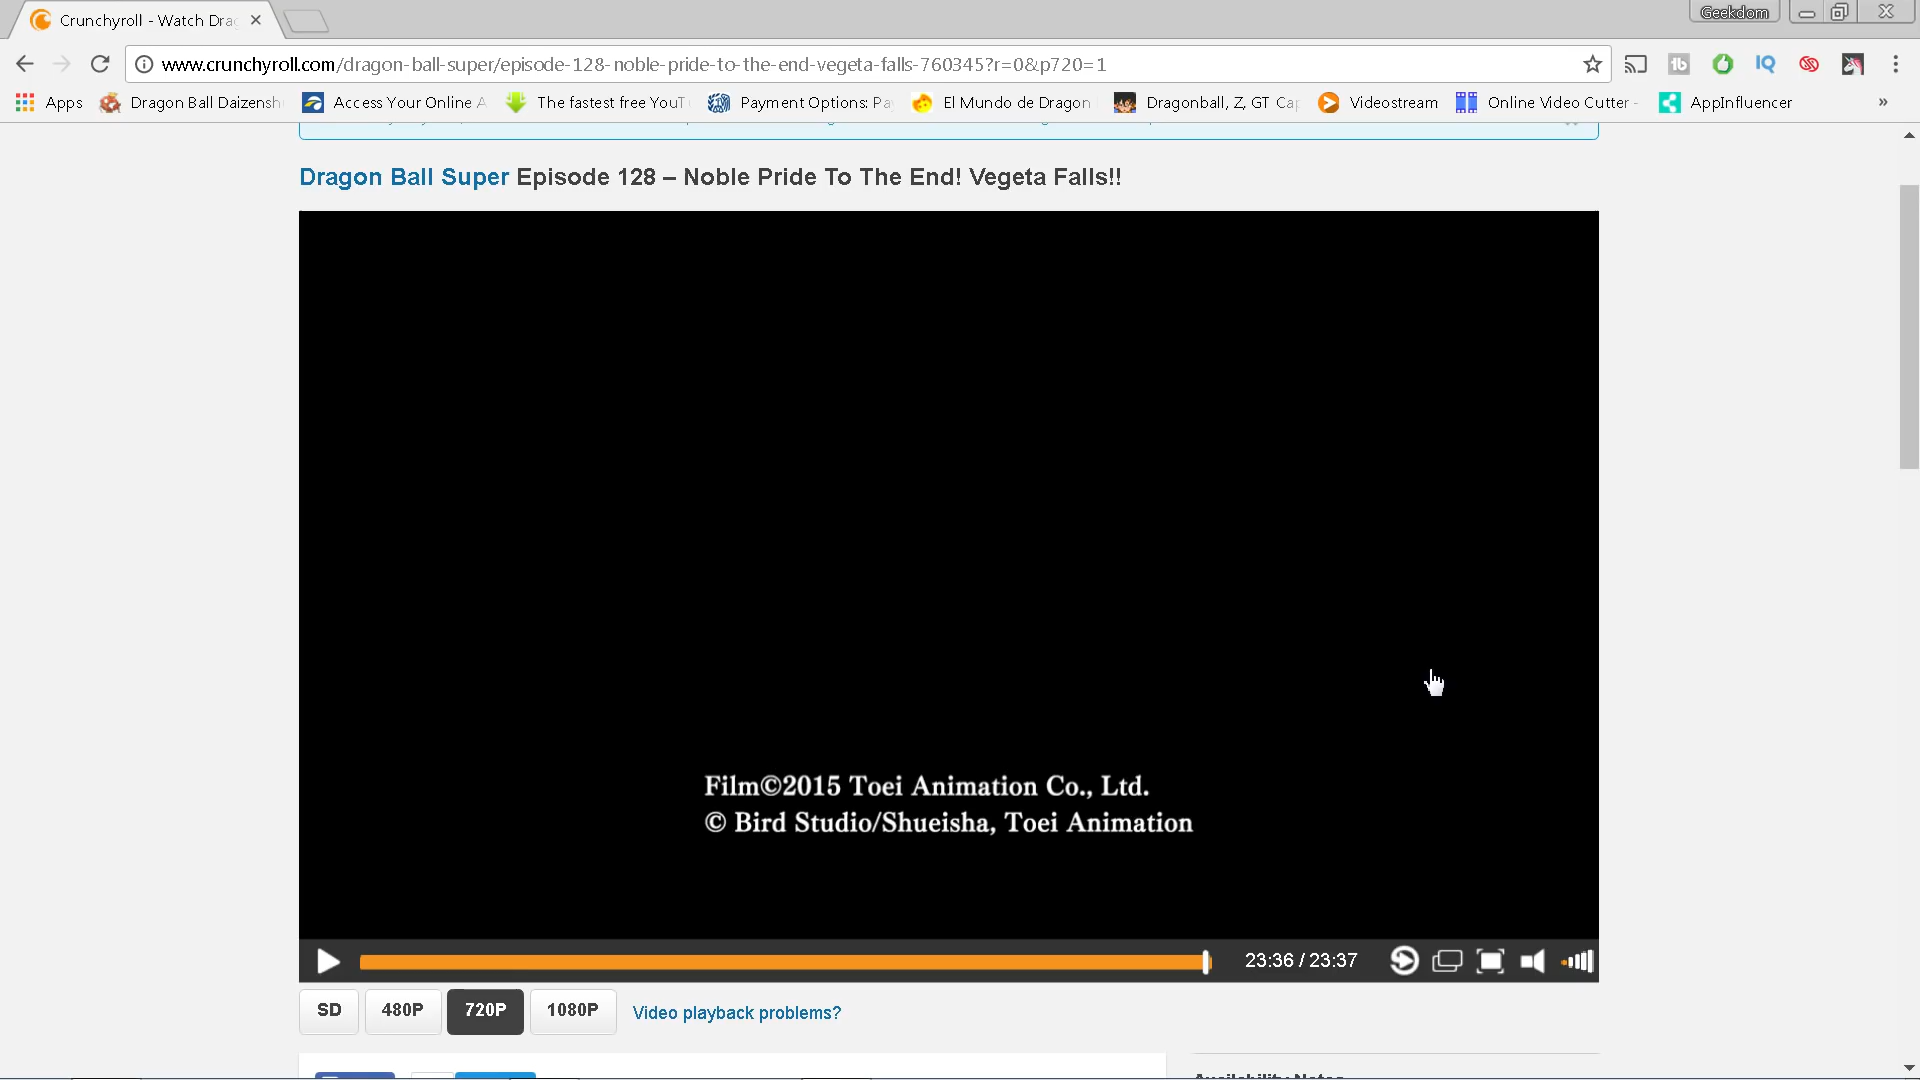 Crunchyroll - Watch Dra
Geekdom
www.crunchyroll.com/dragon-ball-super/episode-128-noble-pride-to-the-end-vegeta-falls-760345?r=0&p720=1
Apps Dragon Ball Daizensh Access Your Online A The fastest free YouT Payment Options: Pa El Mundo de Dragon Dragonball, Z, GT Cap Videostream Online Video Cutter - AppInfluencer »
Dragon Ball Super Episode 128 – Noble Pride To The End! Vegeta Falls!!
Film©2015 Toei Animation Co., Ltd.
© Bird Studio/Shueisha, Toei Animation
23:36 / 23:37
SD 480P 720P 1080P Video playback problems?
Availability Notes